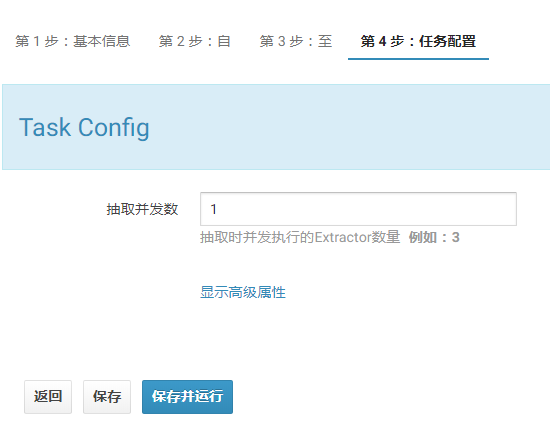 第 1 步：基本信息 第 2 步：自 第 3 步：至 第 4 步：任务配置
Task Config
抽取并发数 1
抽取时并发执行的Extractor数量 例如：3
显示高级属性
返回 保存 保存并运行